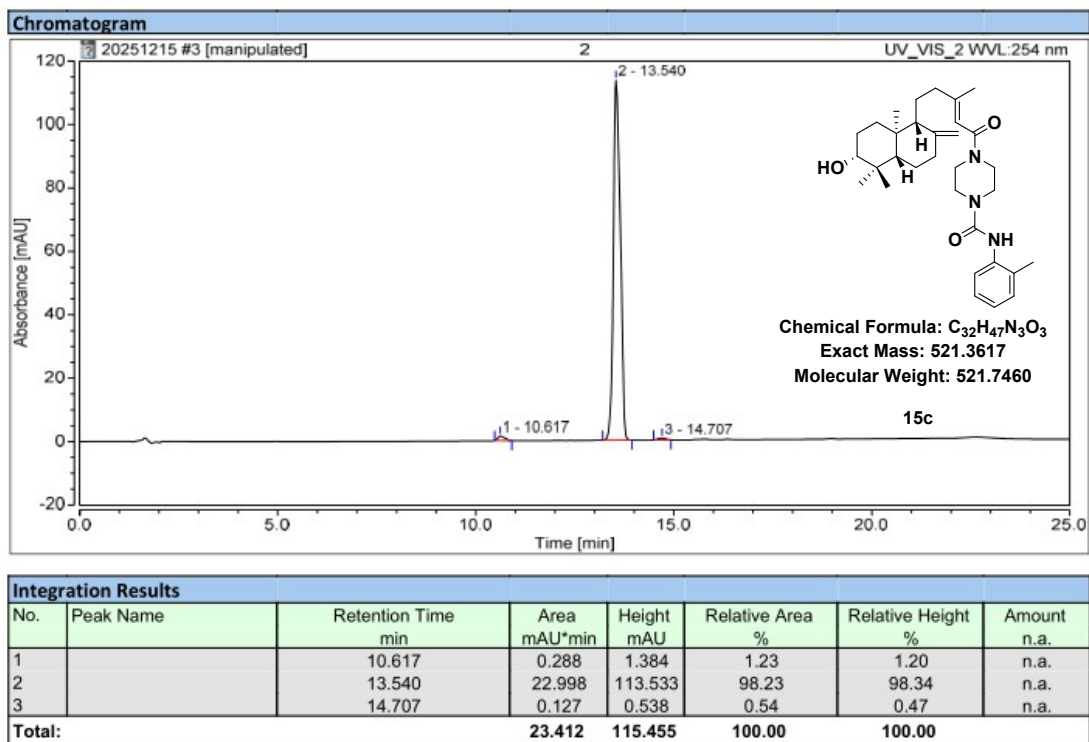 Chromatogram
20251215 #3 [manipulated] 2 UV_VIS_2 WVL:254 nm
120
100
80
60
40
20
0
-20
Absorbance [mAU]
1 - 10.617
2 - 13.540
3 - 14.707
0.0 5.0 10.0 15.0 20.0 25.0
Time [min]
O
H
HO
H
N
N
O
NH
Chemical Formula: C32H47N3O3
Exact Mass: 521.3617
Molecular Weight: 521.7460
15c
Integration Results
No. Peak Name Retention Time Area Height Relative Area Relative Height Amount
min mAU*min mAU % % n.a.
1 10.617 0.288 1.384 1.23 1.20 n.a.
2 13.540 22.998 113.533 98.23 98.34 n.a.
3 14.707 0.127 0.538 0.54 0.47 n.a.
Total: 23.412 115.455 100.00 100.00